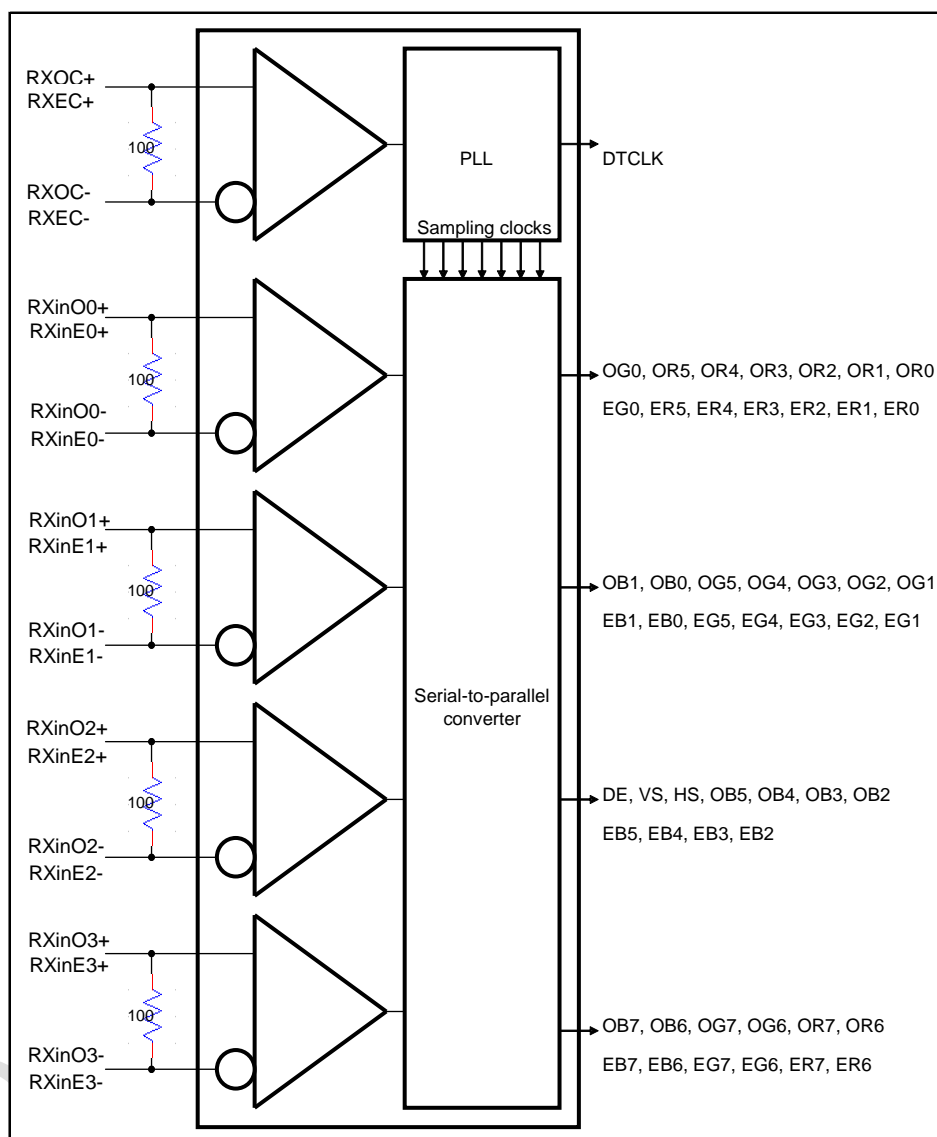 RXOC+
RXEC+
100
RXOC-
RXEC-
PLL
DTCLK
Sampling clocks
RXinO0+
RXinE0+
100
RXinO0-
RXinE0-
OG0, OR5, OR4, OR3, OR2, OR1, OR0
EG0, ER5, ER4, ER3, ER2, ER1, ER0
RXinO1+
RXinE1+
100
RXinO1-
RXinE1-
OB1, OB0, OG5, OG4, OG3, OG2, OG1
EB1, EB0, EG5, EG4, EG3, EG2, EG1
Serial-to-parallel
converter
RXinO2+
RXinE2+
100
RXinO2-
RXinE2-
DE, VS, HS, OB5, OB4, OB3, OB2
EB5, EB4, EB3, EB2
RXinO3+
RXinE3+
100
RXinO3-
RXinE3-
OB7, OB6, OG7, OG6, OR7, OR6
EB7, EB6, EG7, EG6, ER7, ER6